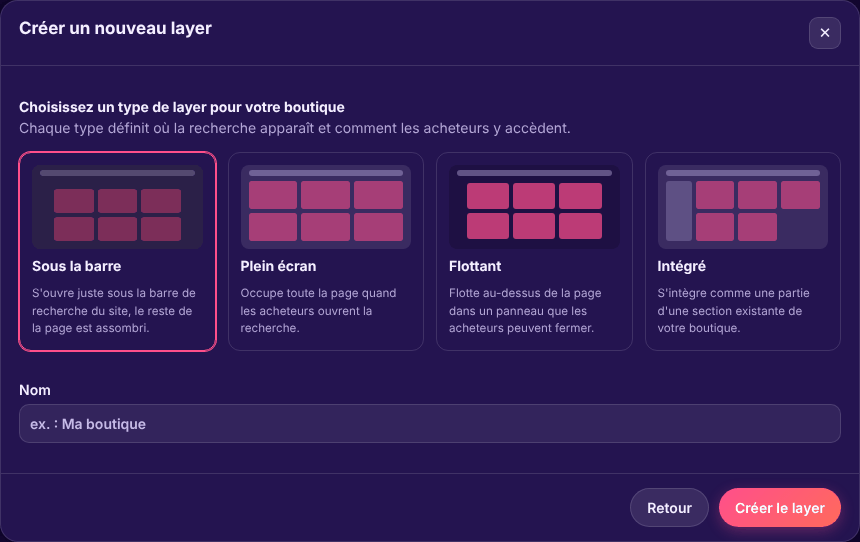 Créer un nouveau layer
✕
Choisissez un type de layer pour votre boutique
Chaque type définit où la recherche apparaît et comment les acheteurs y accèdent.
Sous la barre
S'ouvre juste sous la barre de
recherche du site, le reste de
la page est assombri.
Plein écran
Occupe toute la page quand
les acheteurs ouvrent la
recherche.
Flottant
Flotte au-dessus de la page
dans un panneau que les
acheteurs peuvent fermer.
Intégré
S'intègre comme une partie
d'une section existante de
votre boutique.
Nom
ex. : Ma boutique
Retour
Créer le layer